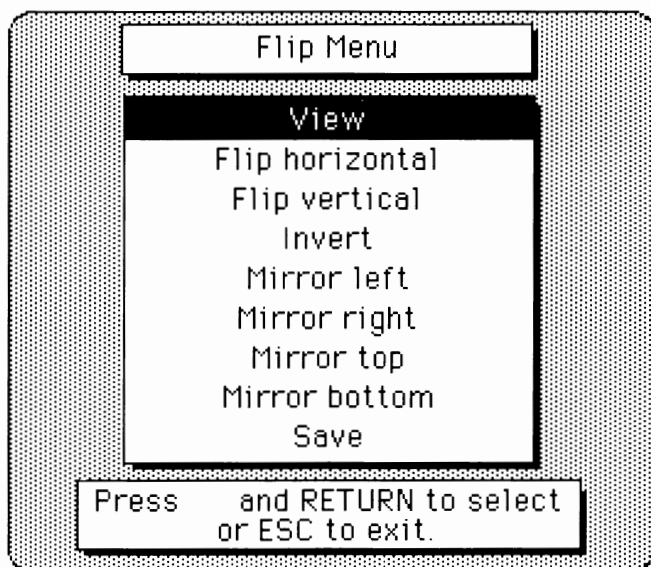 Flip Menu
View
Flip horizontal
Flip vertical
Invert
Mirror left
Mirror right
Mirror top
Mirror bottom
Save
Press and RETURN to select
or ESC to exit.